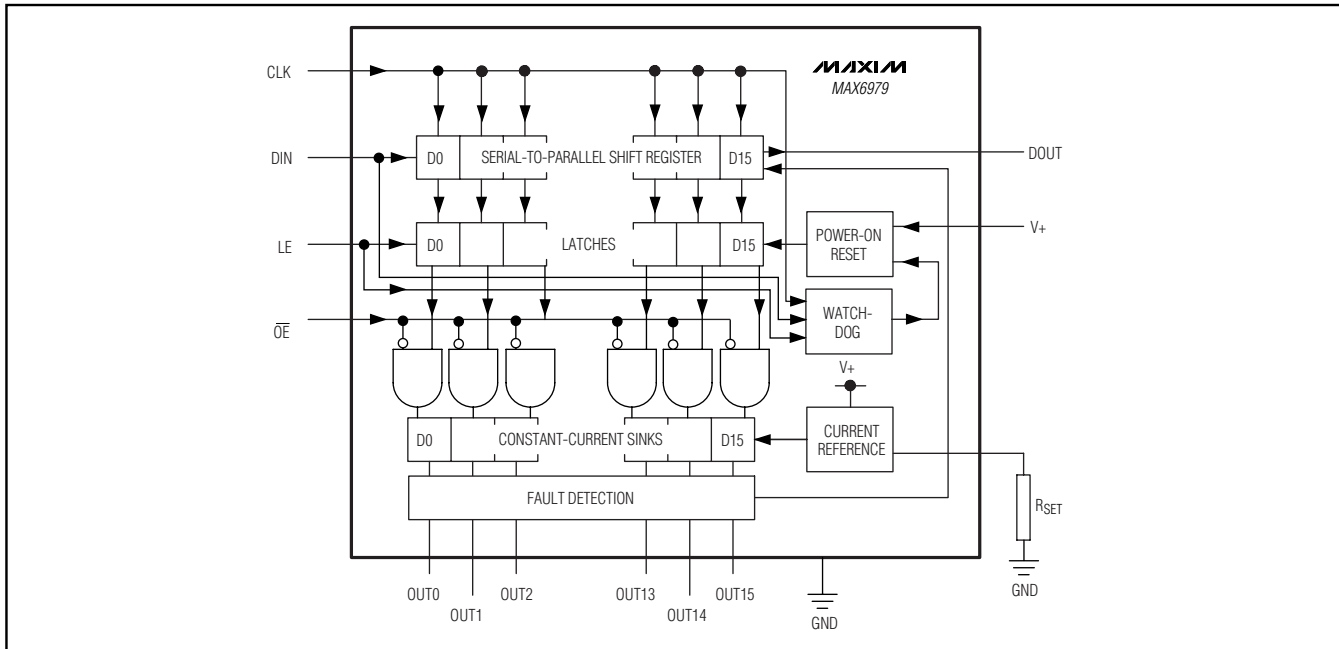 MAXIM
MAX6979
CLK
DIN
D0
SERIAL-TO-PARALLEL SHIFT REGISTER
D15
DOUT
LE
D0
LATCHES
D15
POWER-ON
RESET
V+
OE
WATCH-
DOG
V+
D0
CONSTANT-CURRENT SINKS
D15
CURRENT
REFERENCE
FAULT DETECTION
RSET
GND
OUT0
OUT1
OUT2
OUT13
OUT14
OUT15
GND